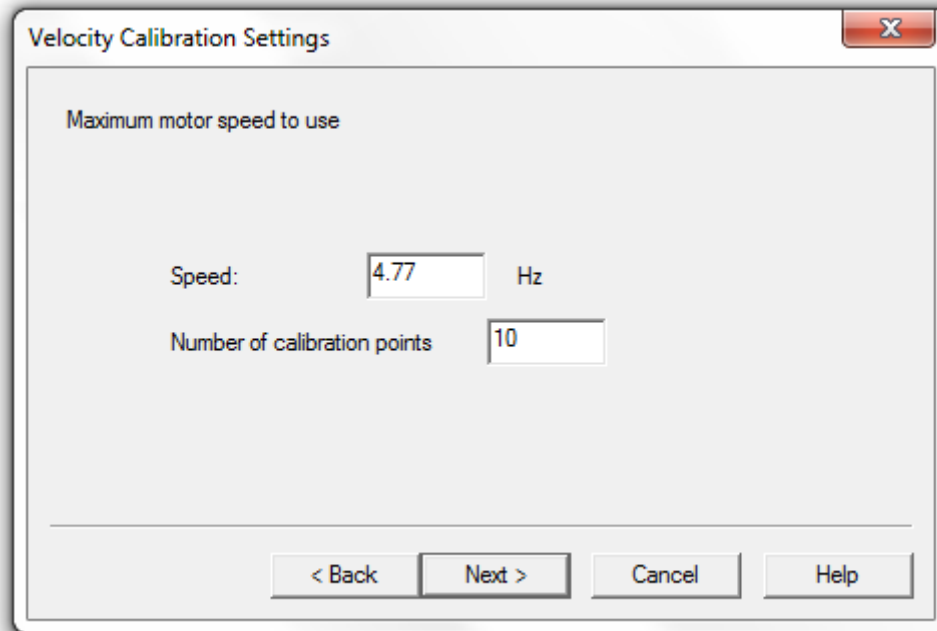 Velocity Calibration Settings
X
Maximum motor speed to use
Speed: 4.77 Hz
Number of calibration points 10
< Back Next > Cancel Help